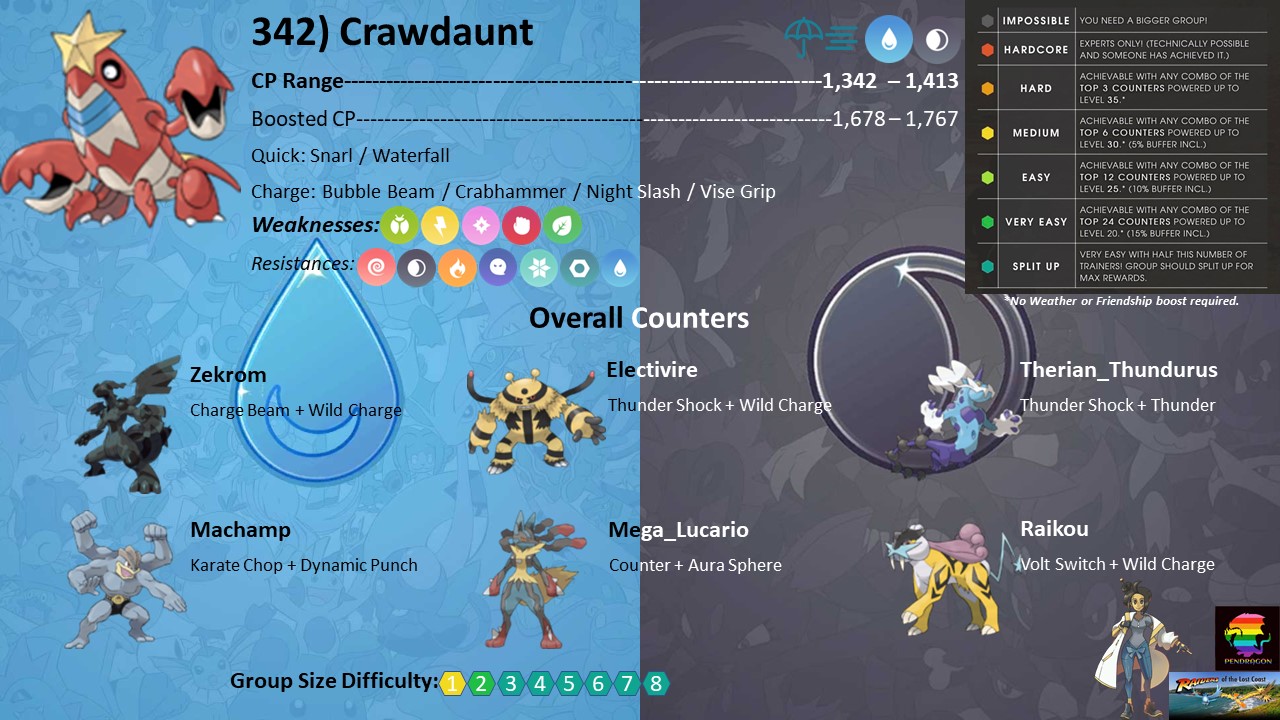 342) Crawdaunt
CP Range--------------------------------------------------------------------1,342 – 1,413
Boosted CP--------------------------------------------------------------------1,678 – 1,767
Quick: Snarl / Waterfall
Charge: Bubble Beam / Crabhammer / Night Slash / Vise Grip
Weaknesses:
Resistances:
IMPOSSIBLE YOU NEED A BIGGER GROUP!
HARDCORE EXPERTS ONLY! (TECHNICALLY POSSIBLE
AND SOMEONE HAS ACHIEVED IT.)
HARD ACHIEVABLE WITH ANY COMBO OF THE
TOP 3 COUNTERS POWERED UP TO
LEVEL 35.*
MEDIUM ACHIEVABLE WITH ANY COMBO OF THE
TOP 6 COUNTERS POWERED UP TO
LEVEL 30.* (5% BUFFER INCL.)
EASY ACHIEVABLE WITH ANY COMBO OF THE
TOP 12 COUNTERS POWERED UP TO
LEVEL 25.* (10% BUFFER INCL.)
VERY EASY ACHIEVABLE WITH ANY COMBO OF THE
TOP 24 COUNTERS POWERED UP TO
LEVEL 20.* (15% BUFFER INCL.)
SPLIT UP VERY EASY WITH HALF THIS NUMBER OF
TRAINERS! GROUP SHOULD SPLIT UP FOR
MAX REWARDS.
*No Weather or Friendship boost required.
Overall Counters
Zekrom
Charge Beam + Wild Charge
Electivire
Thunder Shock + Wild Charge
Therian_Thundurus
Thunder Shock + Thunder
Machamp
Karate Chop + Dynamic Punch
Mega_Lucario
Counter + Aura Sphere
Raikou
Volt Switch + Wild Charge
Group Size Difficulty: 1 2 3 4 5 6 7 8
PENDRAGON
RAIDERS of the Lost Coast